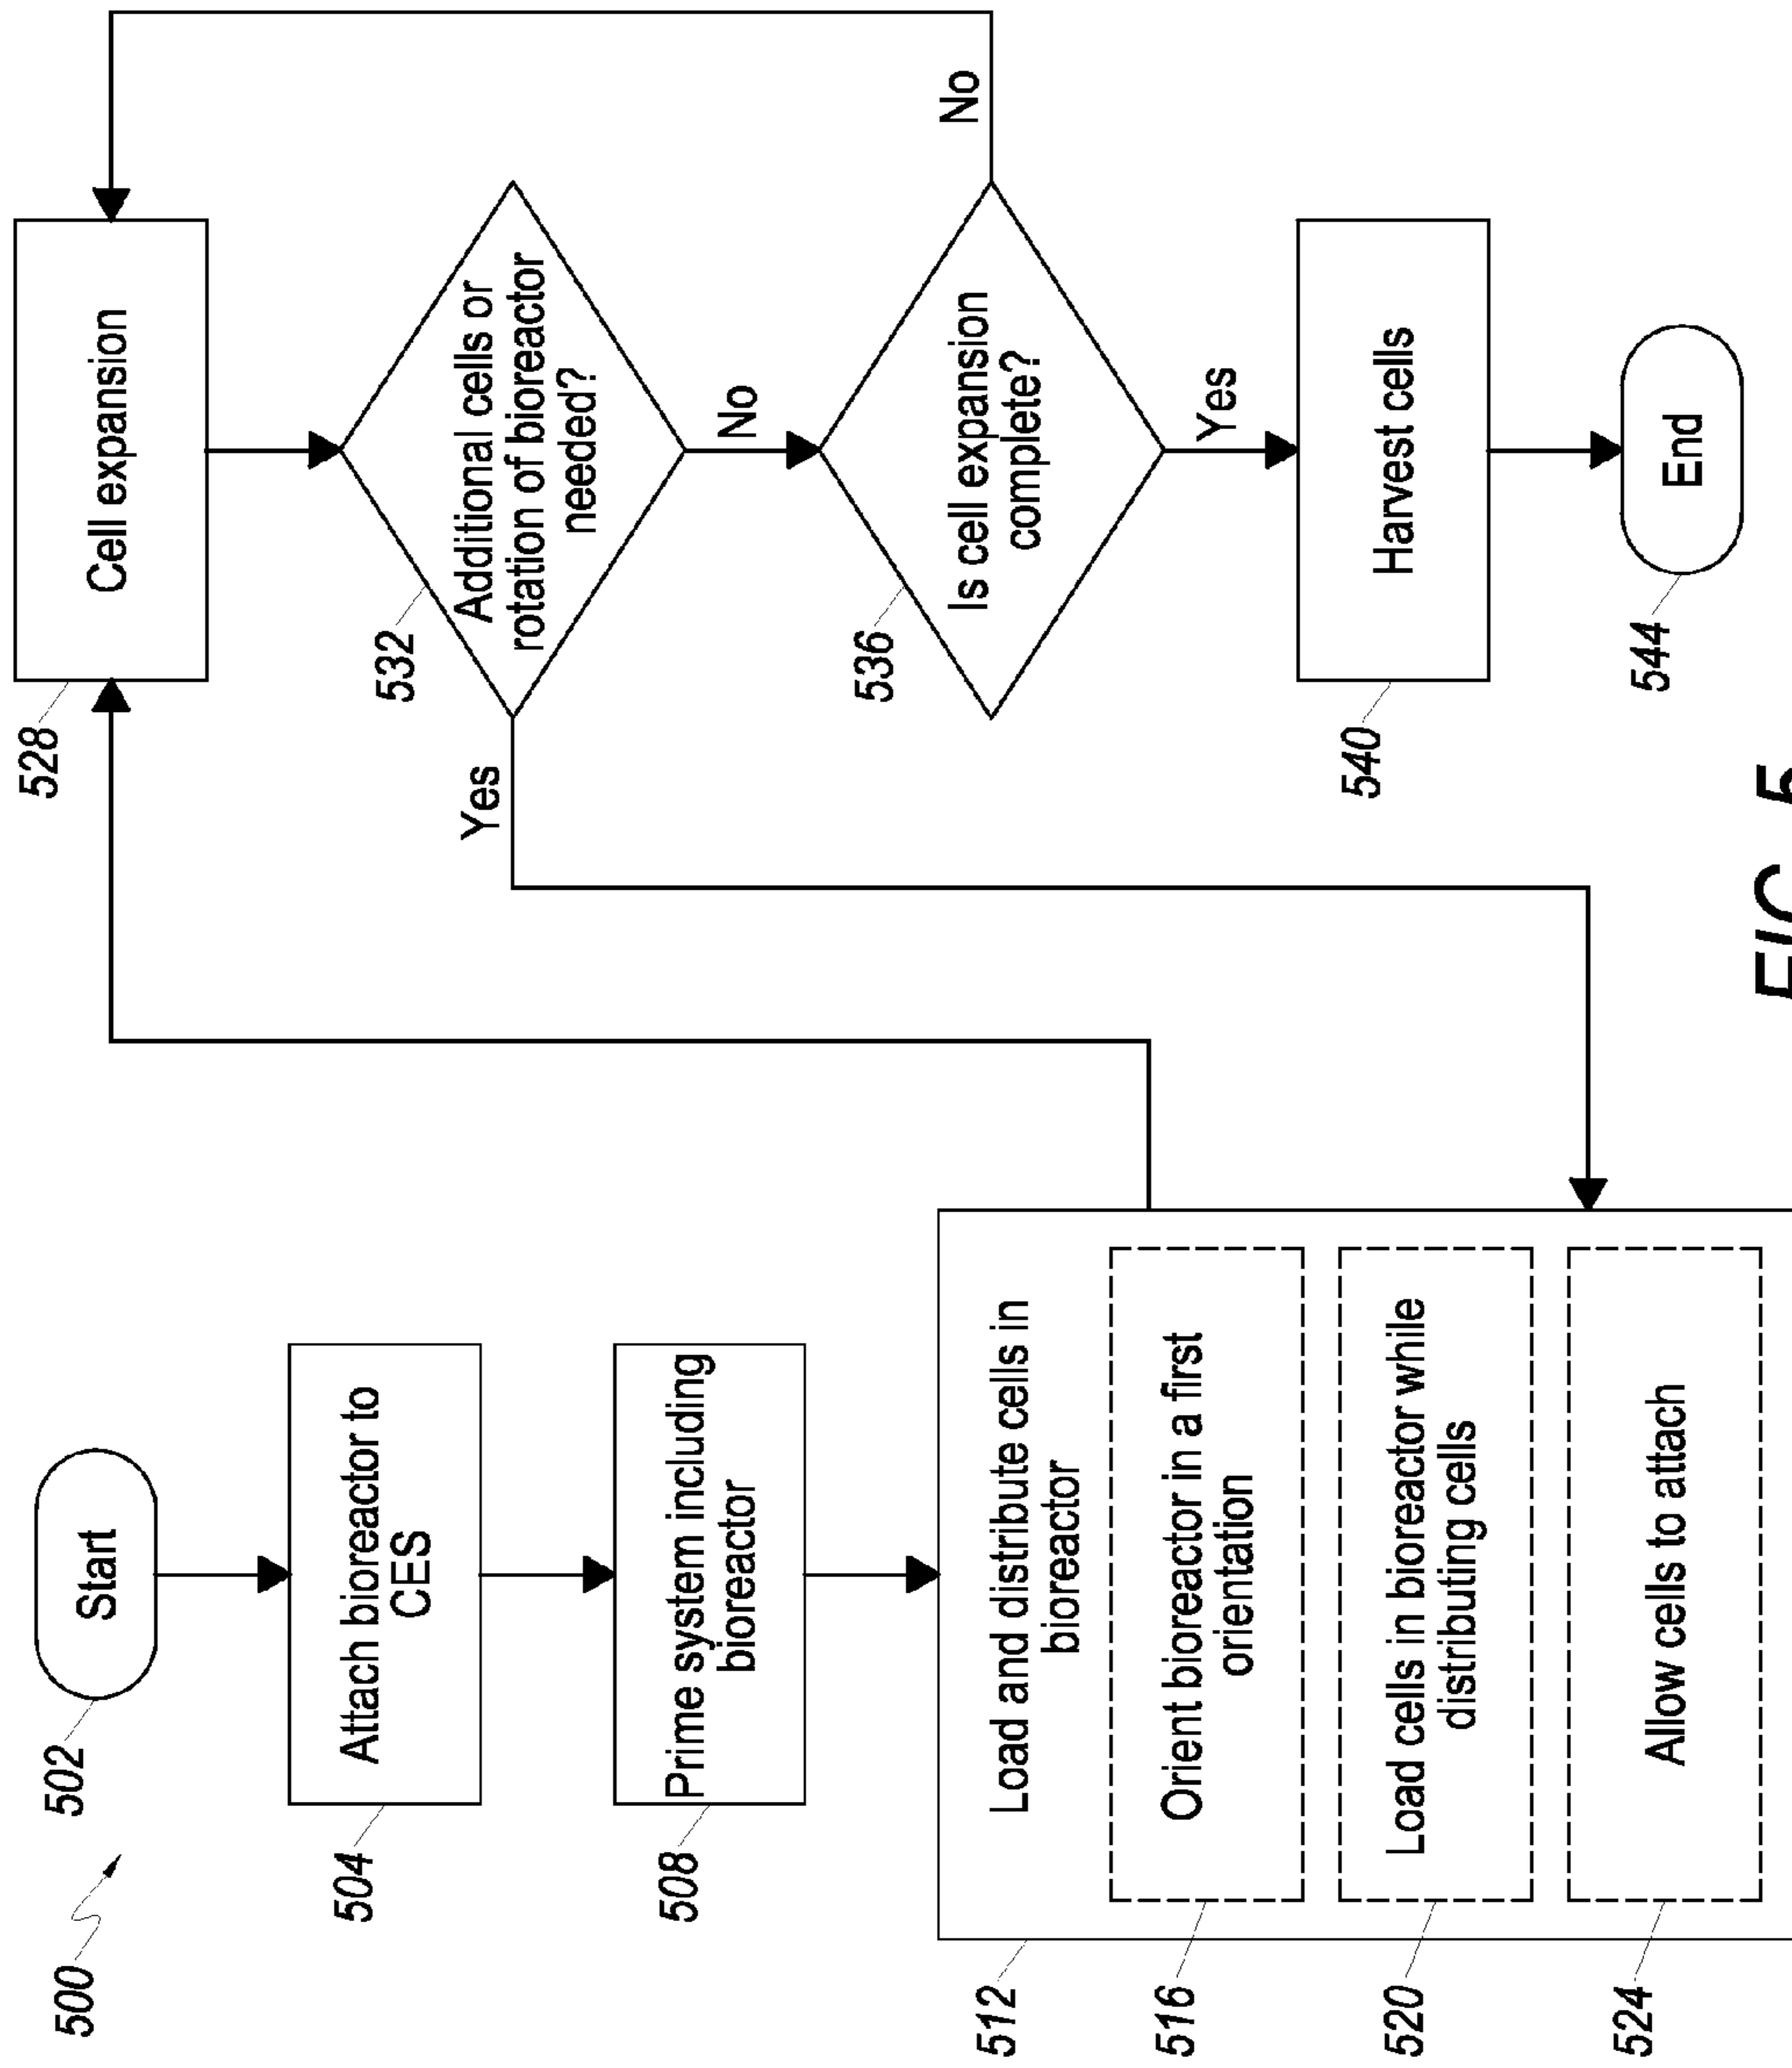 500
502
Start
504
Attach bioreactor to
CES
508
Prime system including
bioreactor
512
Load and distribute cells in
bioreactor
516
Orient bioreactor in a first
orientation
520
Load cells in bioreactor while
distributing cells
524
Allow cells to attach
528
Cell expansion
532
Additional cells or
rotation of bioreactor
needed?
Yes
No
536
Is cell expansion
complete?
No
Yes
540
Harvest cells
544
End
FIG. 5